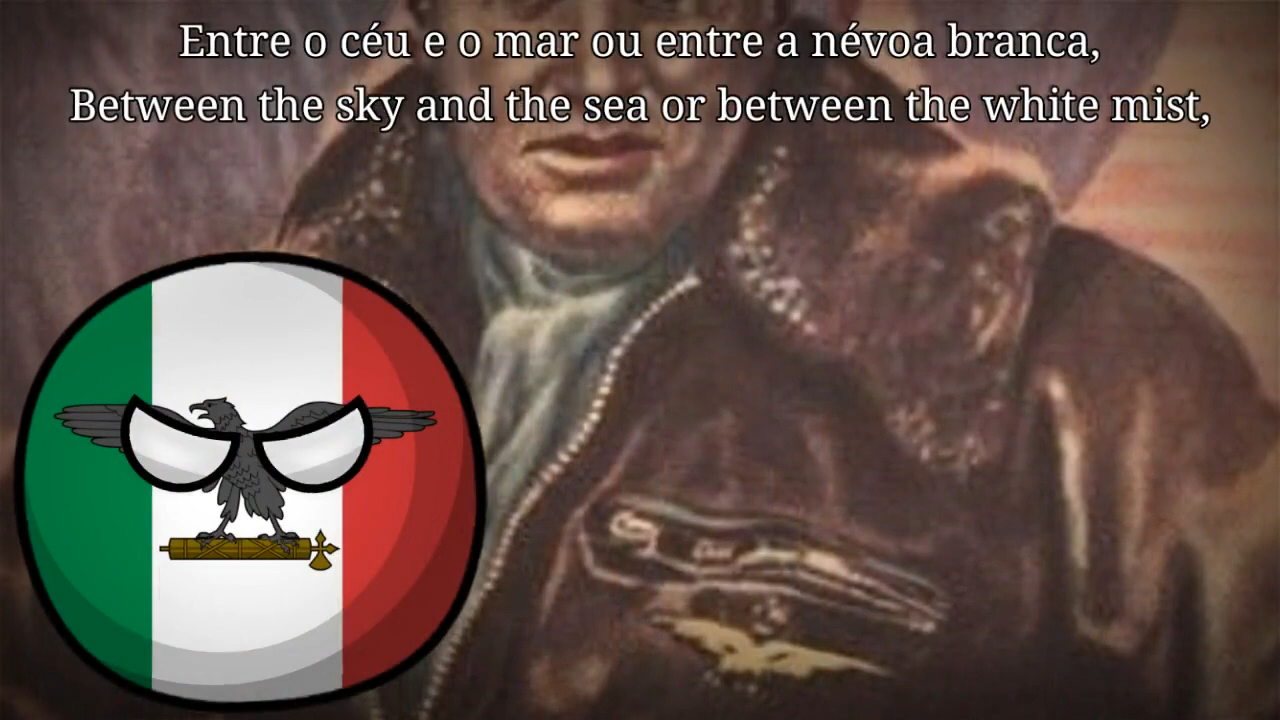 Entre o céu e o mar ou entre a névoa branca,
Between the sky and the sea or between the white mist,